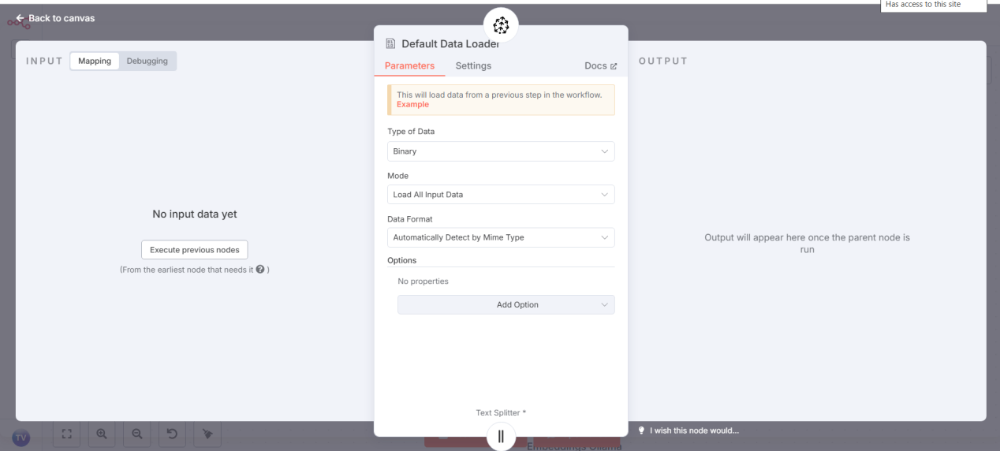 Has access to this site
Back to canvas
Default Data Loader
INPUT
Mapping
Debugging
Parameters
Settings
Docs
OUTPUT
This will load data from a previous step in the workflow.
Example
Type of Data
Binary
Mode
Load All Input Data
No input data yet
Data Format
Automatically Detect by Mime Type
Execute previous nodes
(From the earliest node that needs it ? )
Output will appear here once the parent node is
run
Options
No properties
Add Option
Text Splitter *
I wish this node would...
TV
Embeddings Ollama